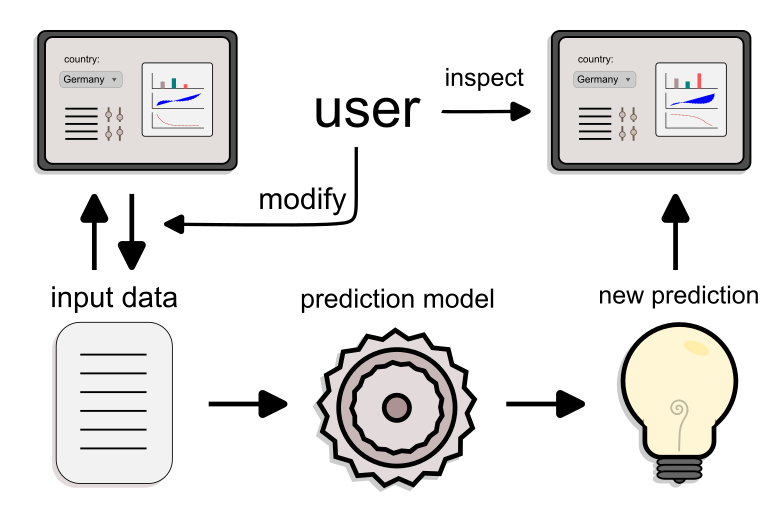 country:
Germany
user
inspect
country:
Germany
modify
input data
prediction model
new prediction